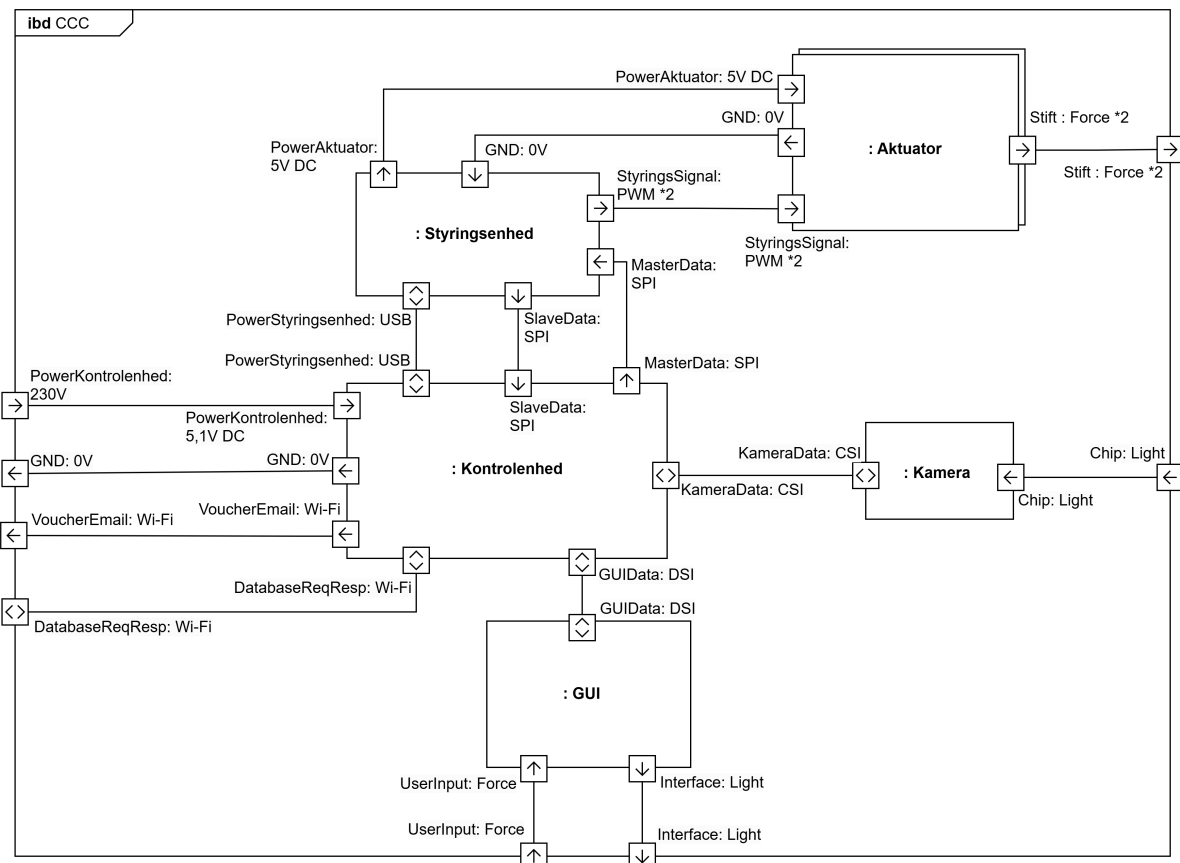 ibd CCC
PowerAktuator: 5V DC
GND: 0V
Stift : Force *2
: Aktuator
Stift : Force *2
PowerAktuator:
5V DC
GND: 0V
StyringsSignal:
PWM *2
: Styringsenhed
StyringsSignal:
PWM *2
MasterData:
SPI
PowerStyringsenhed: USB
SlaveData:
SPI
PowerStyringsenhed: USB
MasterData: SPI
PowerKontrolenhed:
230V
PowerKontrolenhed:
5,1V DC
SlaveData:
SPI
GND: 0V
GND: 0V
: Kontrolenhed
KameraData: CSI
KameraData: CSI
: Kamera
Chip: Light
Chip: Light
VoucherEmail: Wi-Fi
VoucherEmail: Wi-Fi
DatabaseReqResp: Wi-Fi
DatabaseReqResp: Wi-Fi
GUIData: DSI
GUIData: DSI
: GUI
UserInput: Force
Interface: Light
UserInput: Force
Interface: Light